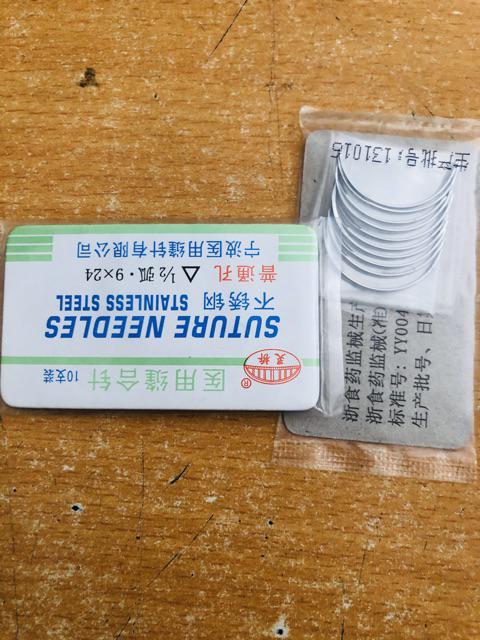 ® 灵桥 医用缝合针 10支装
SUTURE NEEDLES
不锈钢 STAINLESS STEEL
普通孔 △ ½ 弧·9×24
宁波医用缝针有限公司
生产批号:131015
浙食药监械生产
浙食药监械(准)
标准号: YY004
生产批号、日